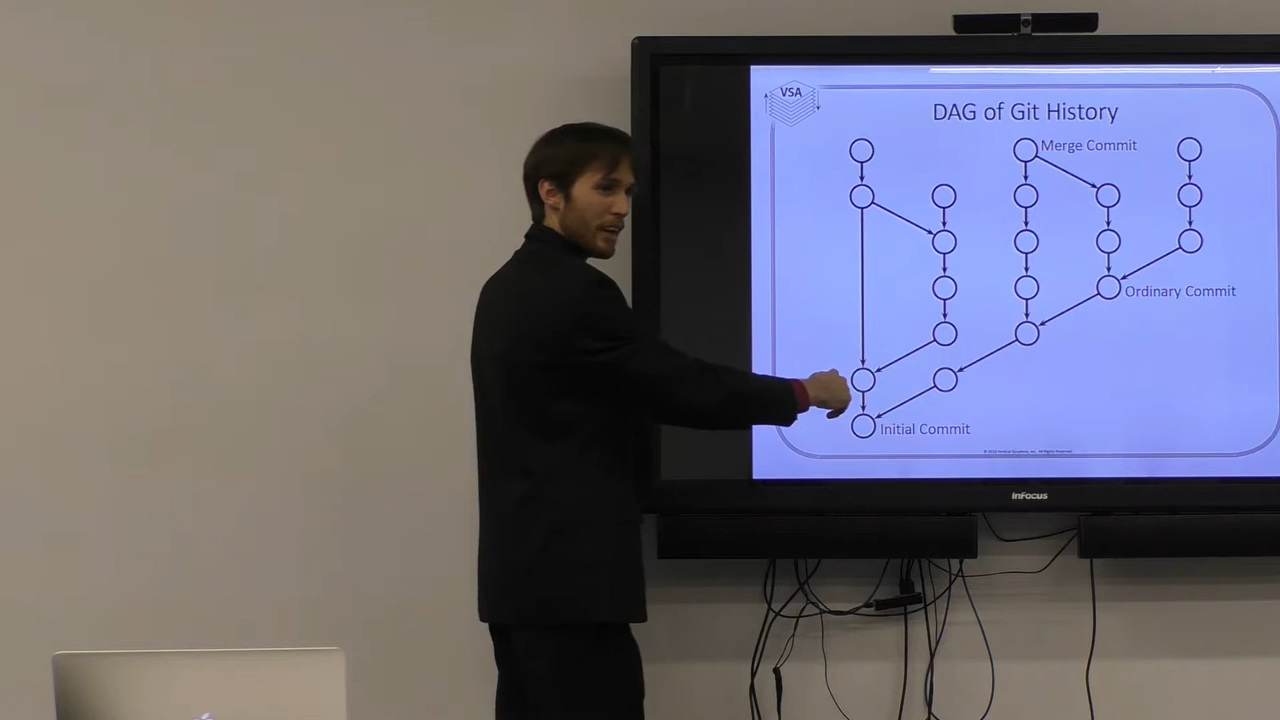 VSA
DAG of Git History
Merge Commit
Ordinary Commit
Initial Commit
InFocus